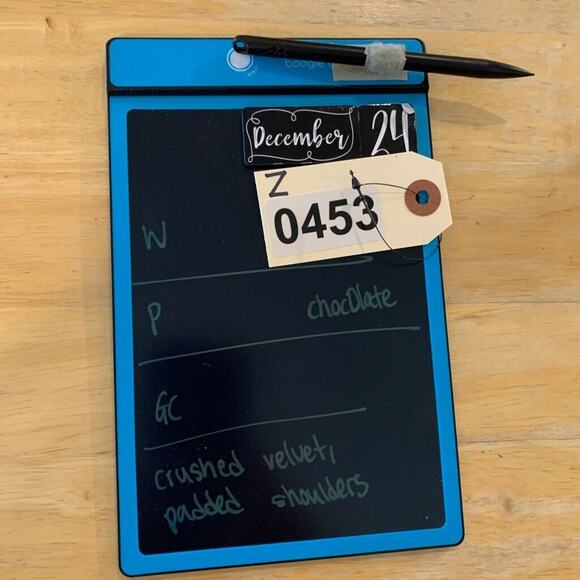 boogie
December 24
Z
0453
W
P chocolate
GC
crushed velvet,
padded shoulders